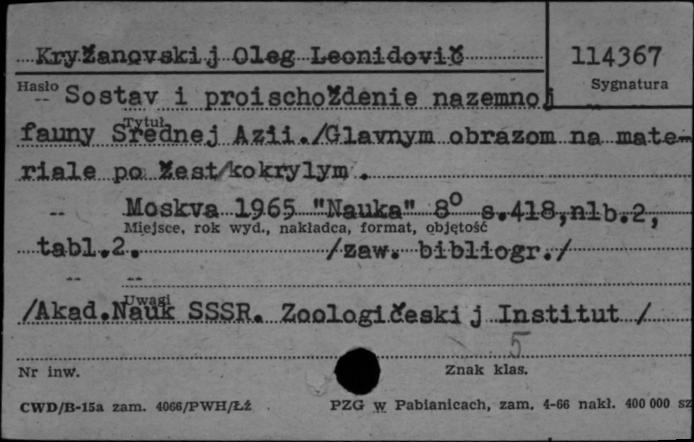 Kryžanovskij Oleg Leonidovič
114367
Hasło
Sygnatura
-- Sostav i proischoždenie nazemnoj
Tytuł
fauny Srednej Azii./Glavnym obrazom na mate-
riale po žest/kokrylym.
-- Moskva 1965 "Nauka" 8° s.418,nlb.2,
Miejsce, rok wyd., nakładca, format, objętość
tabl.2. /zaw. bibliogr./
-- --
Uwagi
/Akad.Nauk SSSR. Zoologičeskij Institut /
5
Nr inw.
Znak klas.
CWD/B-15a zam. 4066/PWH/Łż
PZG w Pabianicach, zam. 4-66 nakł. 400 000 sz